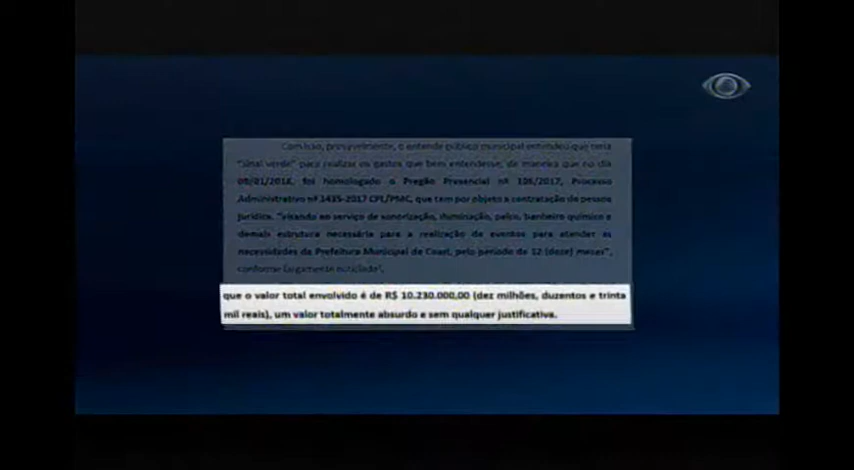 Com isso, provavelmente, o entende público municipal entendeu que teria
"sinal verde" para realizar os gastos que bem entendesse, de maneira que no dia
08/01/2018, foi homologado o Pregão Presencial nº 106/2017, Processo
Administrativo nº 1435-2017 CPL/PMC, que tem por objeto a contratação de pessoa
jurídica. "visando ao serviço de sonorização, iluminação, palco, banheiro químico e
demais estrutura necessária para a realização de eventos para atender as
necessidades da Prefeitura Municipal de Coari, pelo período de 12 (doze) meses",
conforme largamente noticiado".
que o valor total envolvido é de R$ 10.230.000,00 (dez milhões, duzentos e trinta
mil reais), um valor totalmente absurdo e sem qualquer justificativa.